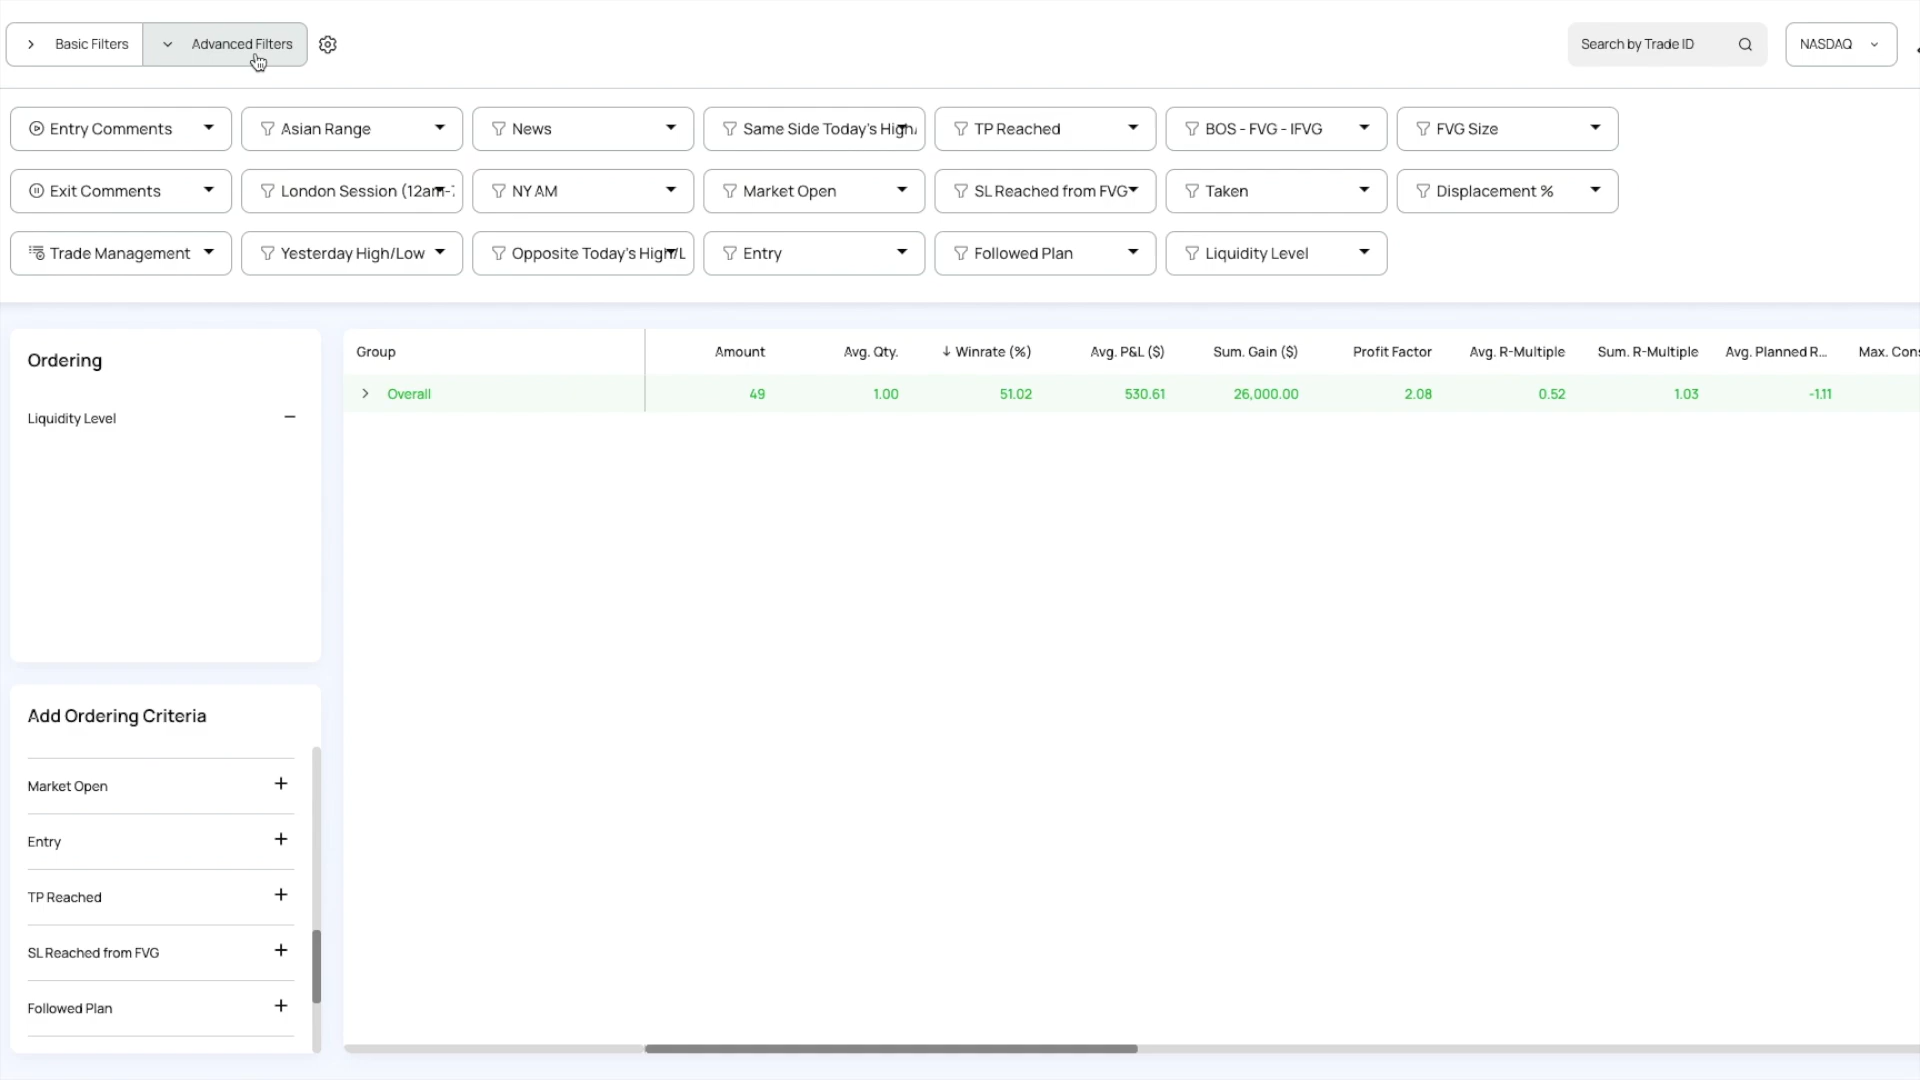 Basic Filters
Advanced Filters
Search by Trade ID
NASDAQ
Entry Comments
Asian Range
News
Same Side Today's High/
TP Reached
BOS - FVG - IFVG
FVG Size
Exit Comments
London Session (12am-
NY AM
Market Open
SL Reached from FVG
Taken
Displacement %
Trade Management
Yesterday High/Low
Opposite Today's High/L
Entry
Followed Plan
Liquidity Level
Ordering
Liquidity Level
Group
Amount
Avg. Qty.
Winrate (%)
Avg. P&L ($)
Sum. Gain ($)
Profit Factor
Avg. R-Multiple
Sum. R-Multiple
Avg. Planned R...
Max. Cons
Overall
49
1.00
51.02
530.61
26,000.00
2.08
0.52
1.03
-1.11
Add Ordering Criteria
Market Open
Entry
TP Reached
SL Reached from FVG
Followed Plan